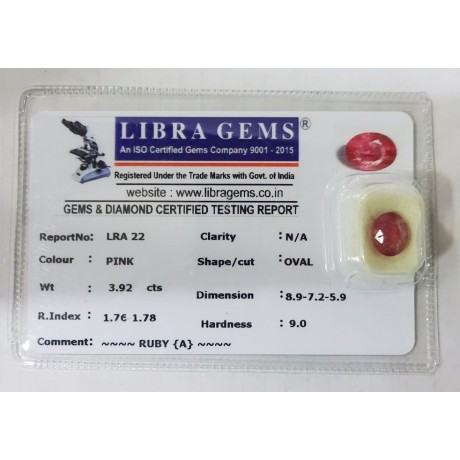 LIBRA GEMS®
An ISO Certified Gems Company 9001 - 2015
Registered Under the Trade Marks with Govt. of India
website : www.libragems.co.in
GEMS & DIAMOND CERTIFIED TESTING REPORT
ReportNo: LRA 22 Clarity : N/A
Colour : PINK Shape/cut : OVAL
Wt : 3.92 cts Dimension : 8.9-7.2-5.9
R.Index : 1.76 1.78 Hardness : 9.0
Comment: ~~~~ RUBY {A} ~~~~